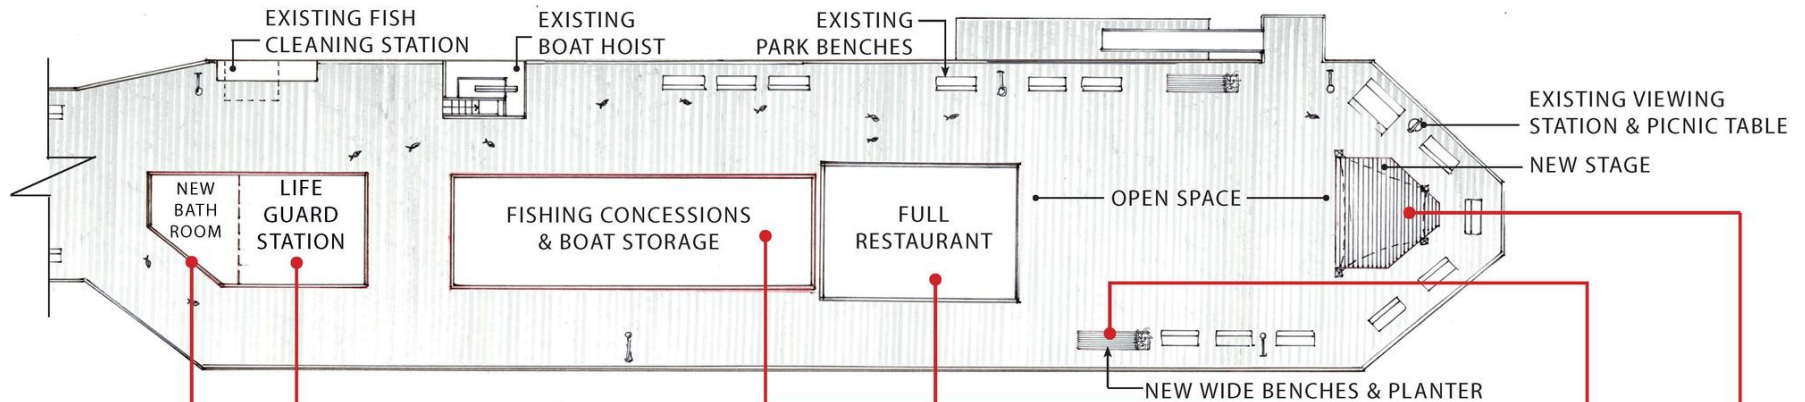 EXISTING FISH
CLEANING STATION
EXISTING
BOAT HOIST
EXISTING
PARK BENCHES
EXISTING VIEWING
STATION & PICNIC TABLE
NEW STAGE
NEW
BATH
ROOM
LIFE
GUARD
STATION
FISHING CONCESSIONS
& BOAT STORAGE
FULL
RESTAURANT
OPEN SPACE
NEW WIDE BENCHES & PLANTER